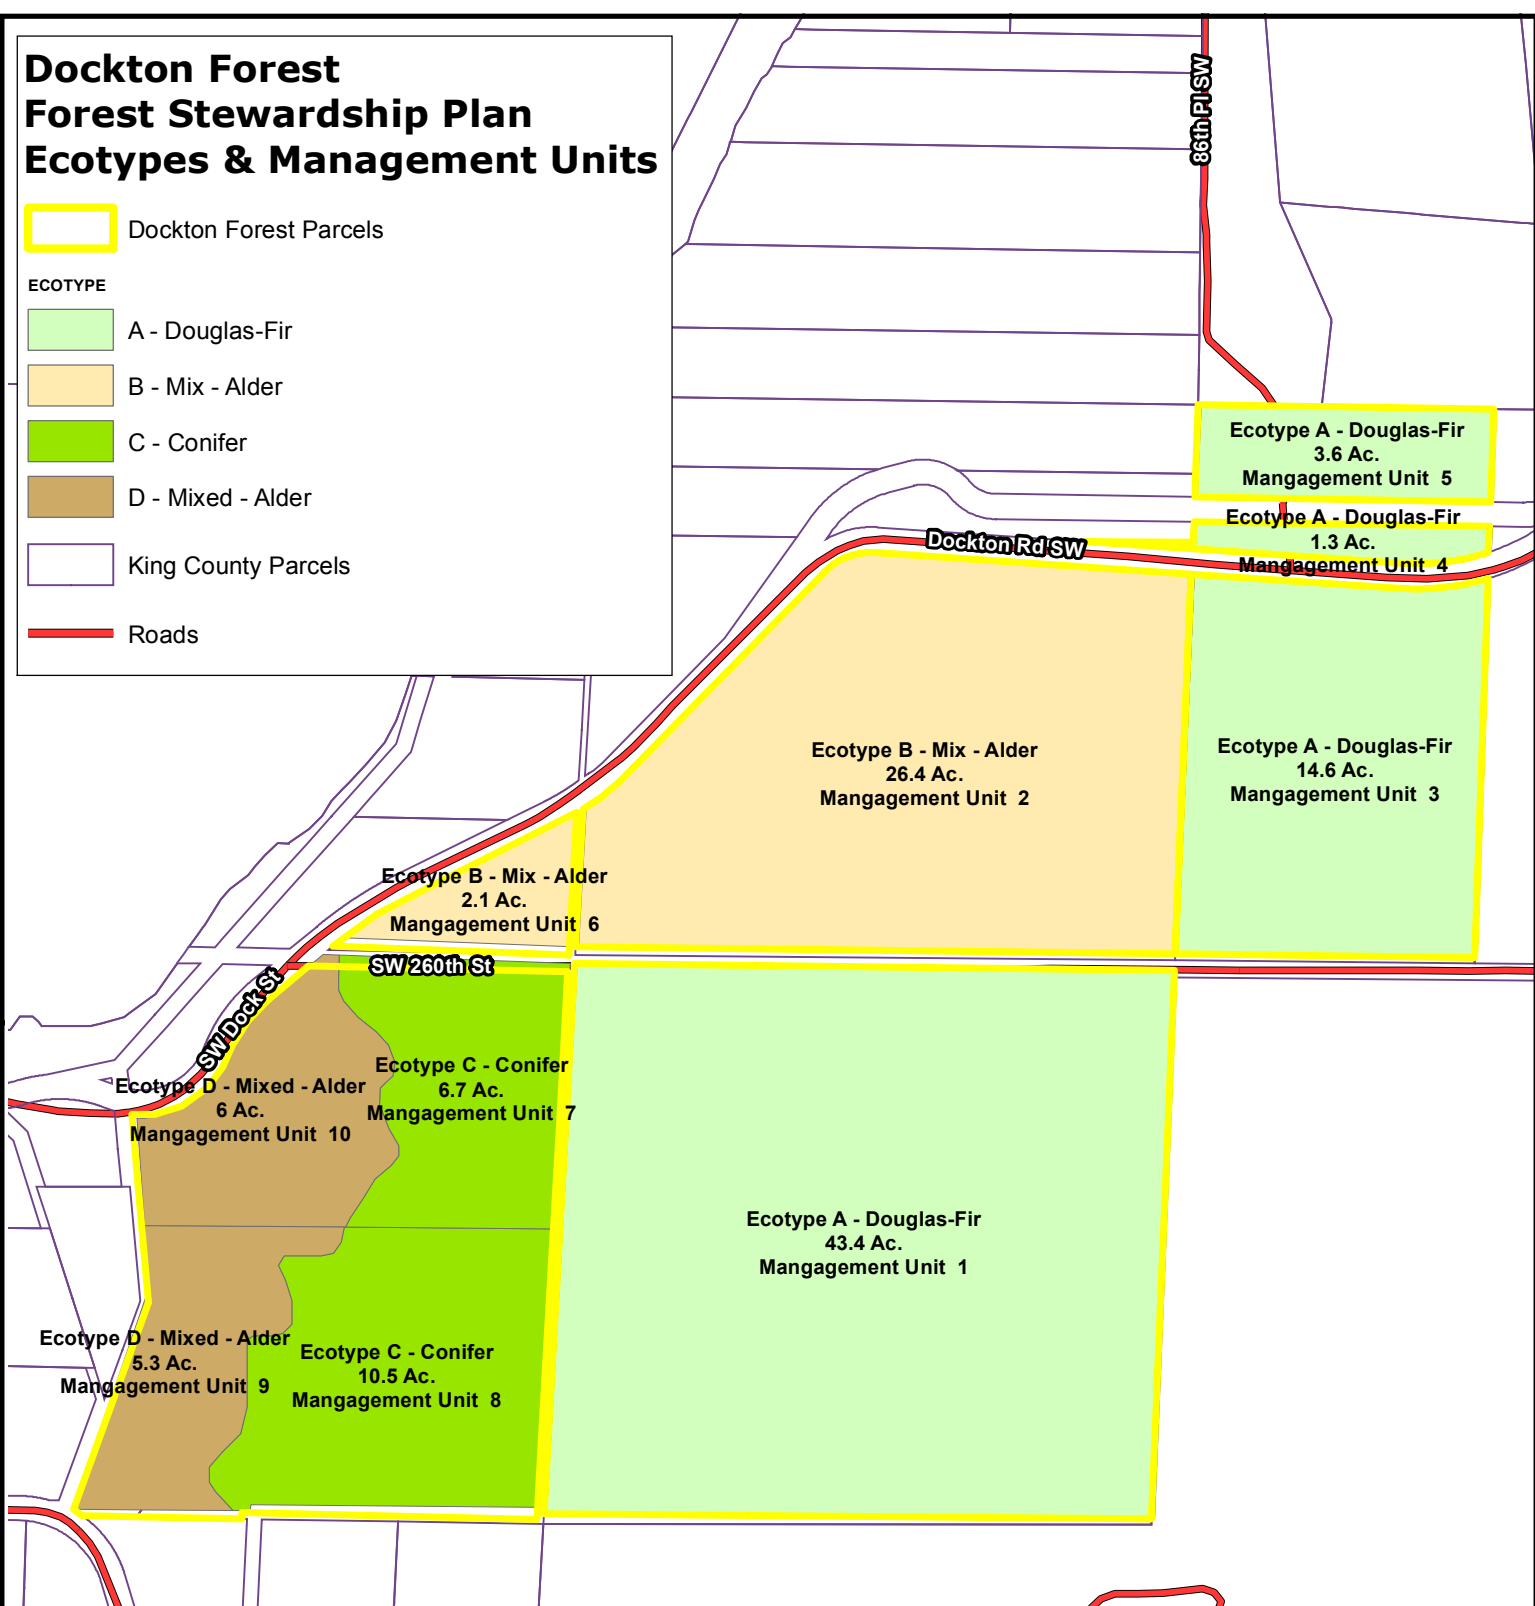 Dockton Forest
Forest Stewardship Plan
Ecotypes & Management Units
Dockton Forest Parcels
ECOTYPE
A - Douglas-Fir
B - Mix - Alder
C - Conifer
D - Mixed - Alder
King County Parcels
Roads
86th Pl SW
Ecotype A - Douglas-Fir
3.6 Ac.
Mangagement Unit 5
Ecotype A - Douglas-Fir
1.3 Ac.
Mangagement Unit 4
Dockton Rd SW
Ecotype B - Mix - Alder
26.4 Ac.
Mangagement Unit 2
Ecotype A - Douglas-Fir
14.6 Ac.
Mangagement Unit 3
Ecotype B - Mix - Alder
2.1 Ac.
Mangagement Unit 6
SW 260th St
SW Dock St
Ecotype C - Conifer
6.7 Ac.
Mangagement Unit 7
Ecotype D - Mixed - Alder
6 Ac.
Mangagement Unit 10
Ecotype A - Douglas-Fir
43.4 Ac.
Mangagement Unit 1
Ecotype D - Mixed - Alder
5.3 Ac.
Mangagement Unit 9
Ecotype C - Conifer
10.5 Ac.
Mangagement Unit 8